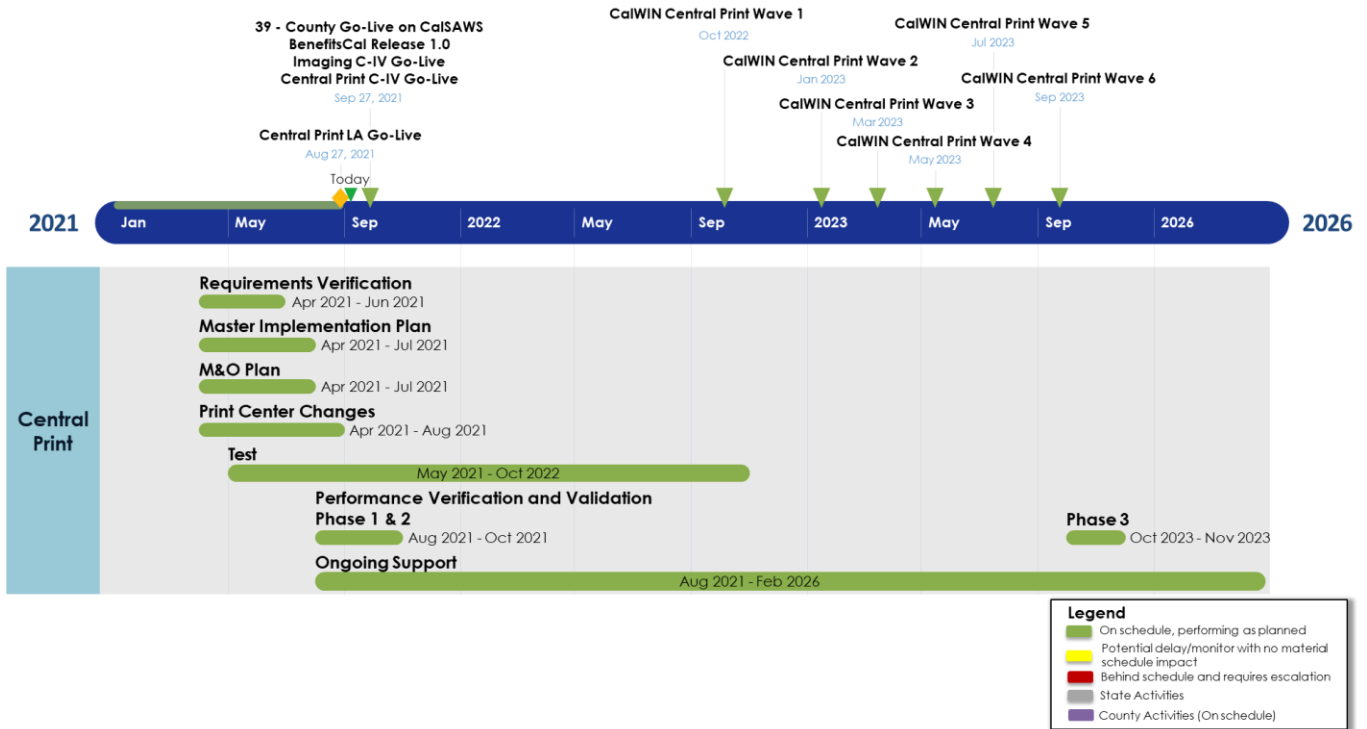 39 - County Go-Live on CalSAWS
BenefitsCal Release 1.0
Imaging C-IV Go-Live
Central Print C-IV Go-Live
Sep 27, 2021
Central Print LA Go-Live
Aug 27, 2021
Today
CalWIN Central Print Wave 1
Oct 2022
CalWIN Central Print Wave 2
Jan 2023
CalWIN Central Print Wave 3
Mar 2023
CalWIN Central Print Wave 4
May 2023
CalWIN Central Print Wave 5
Jul 2023
CalWIN Central Print Wave 6
Sep 2023
2021 Jan May Sep 2022 May Sep 2023 May Sep 2026 2026
Central
Print
Requirements Verification
Apr 2021 - Jun 2021
Master Implementation Plan
Apr 2021 - Jul 2021
M&O Plan
Apr 2021 - Jul 2021
Print Center Changes
Apr 2021 - Aug 2021
Test
May 2021 - Oct 2022
Performance Verification and Validation
Phase 1 & 2
Aug 2021 - Oct 2021
Phase 3
Oct 2023 - Nov 2023
Ongoing Support
Aug 2021 - Feb 2026
Legend
On schedule, performing as planned
Potential delay/monitor with no material
schedule impact
Behind schedule and requires escalation
State Activities
County Activities (On schedule)